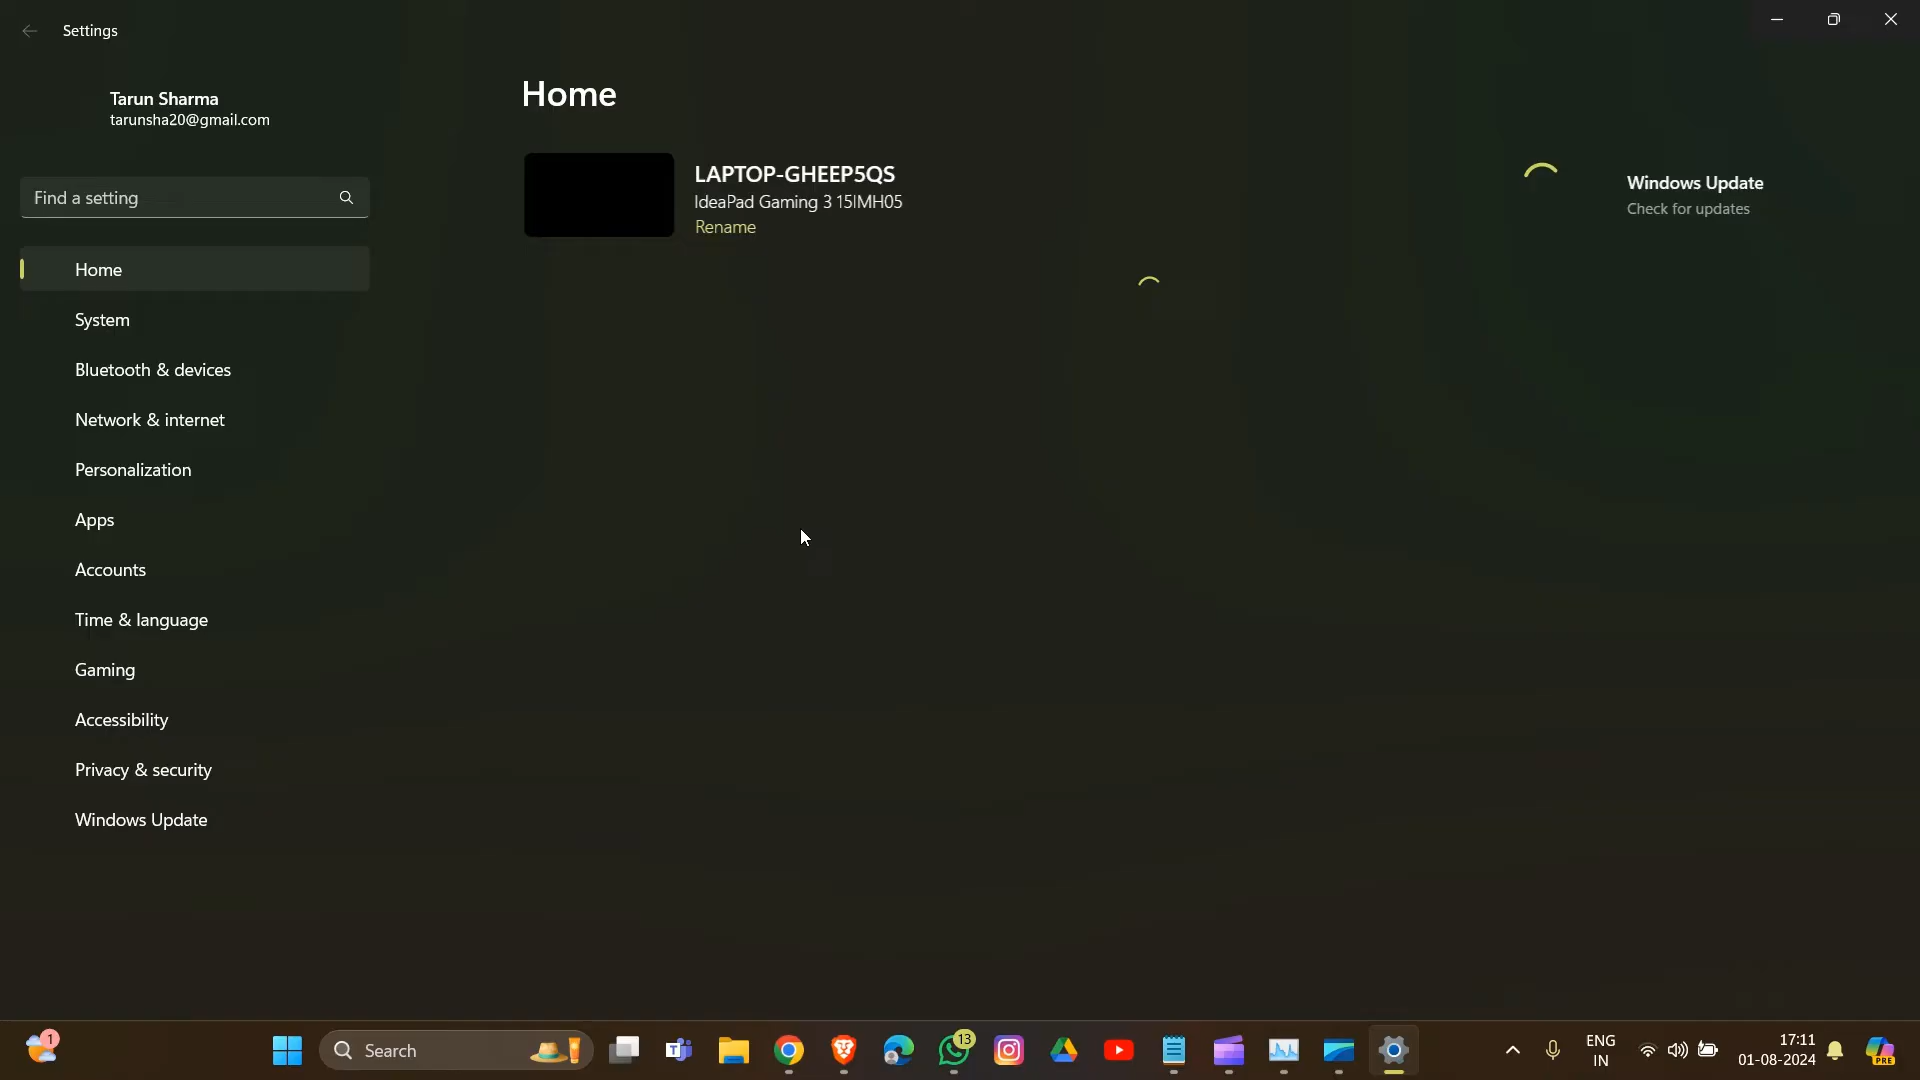 Settings
Tarun Sharma
tarunsha20@gmail.com
Find a setting
Home
System
Bluetooth & devices
Network & internet
Personalization
Apps
Accounts
Time & language
Gaming
Accessibility
Privacy & security
Windows Update
Home
LAPTOP-GHEEP5QS
IdeaPad Gaming 3 15IMH05
Rename
Windows Update
Check for updates
1
Search
13
ENG
IN
17:11
01-08-2024
PRE